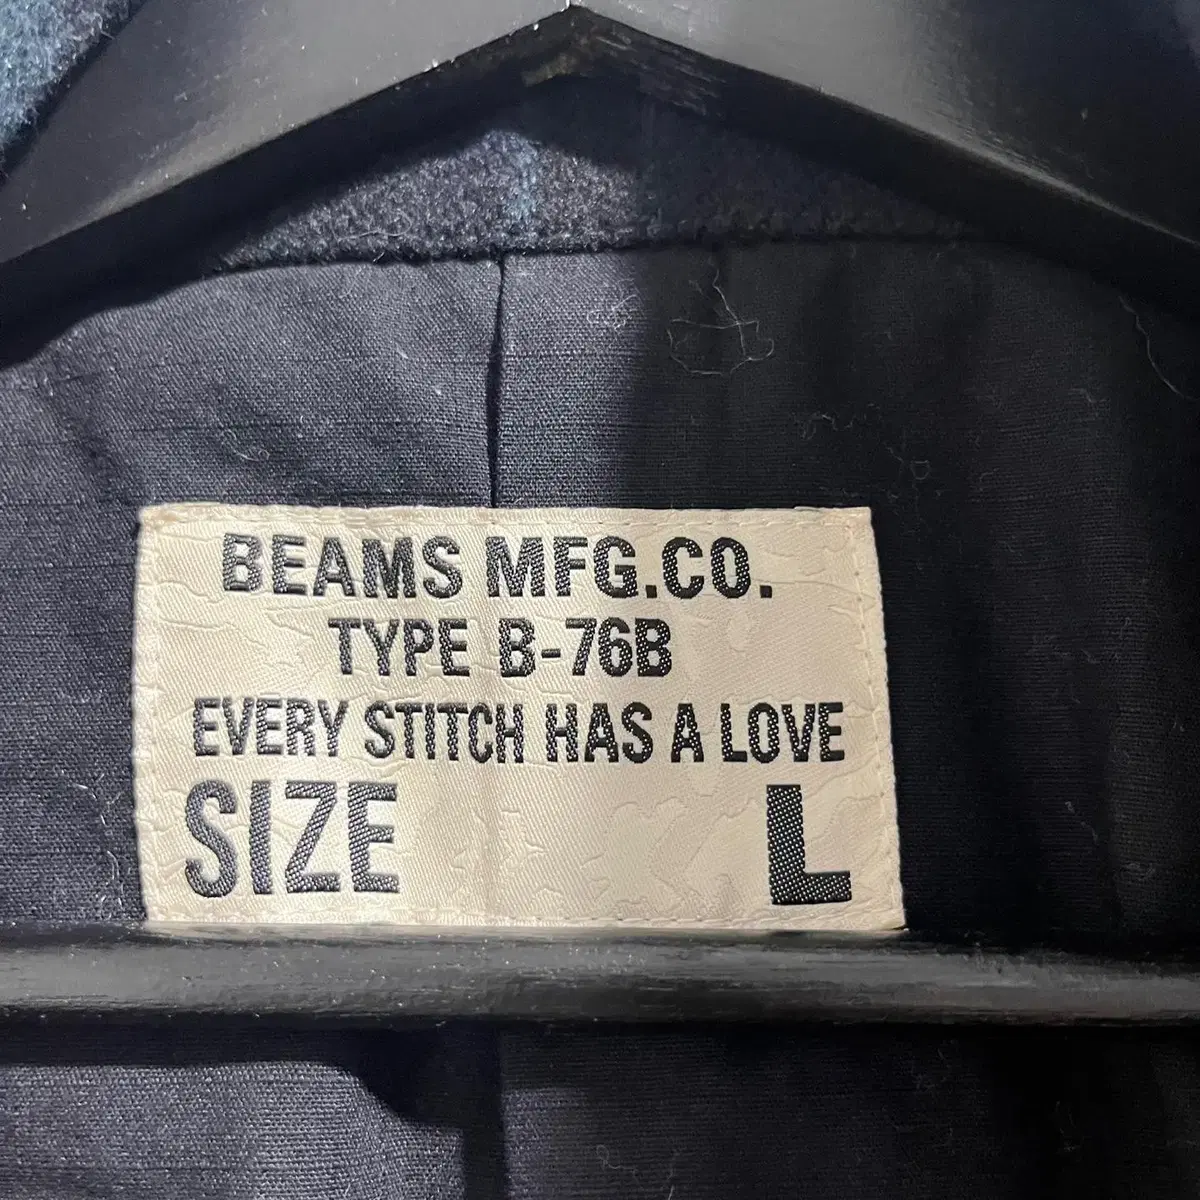 BEAMS MFG.CO.
TYPE B-76B
EVERY STITCH HAS A LOVE
SIZE L